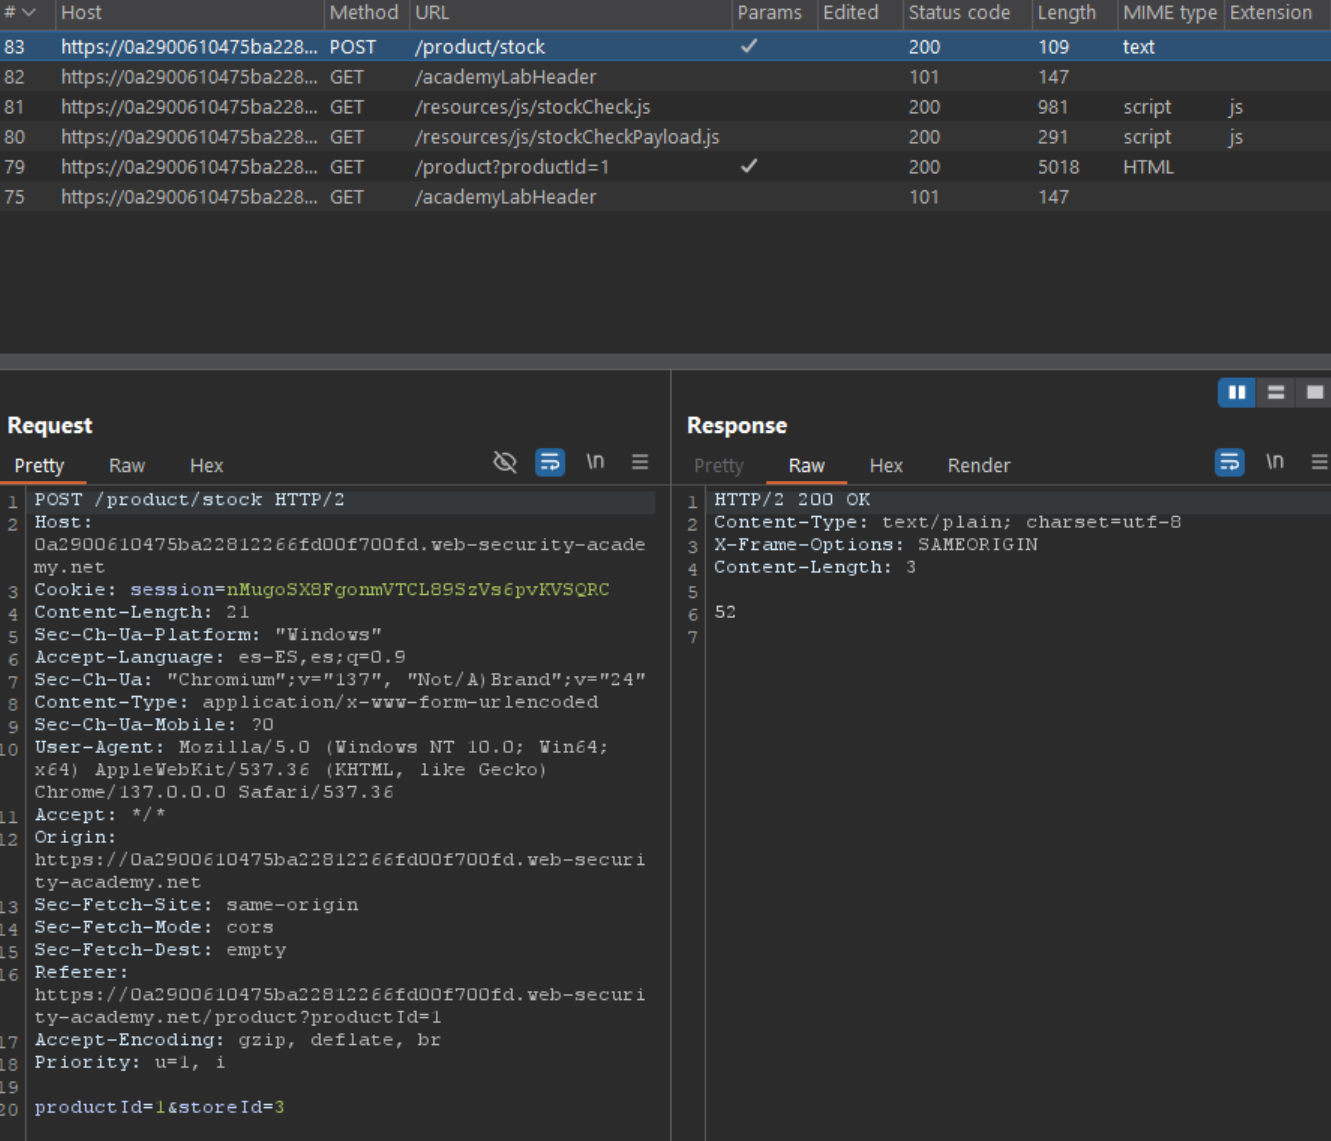 # Host Method URL Params Edited Status code Length MIME type Extension
83 https://0a2900610475ba228... POST /product/stock ✓ 200 109 text
82 https://0a2900610475ba228... GET /academyLabHeader 101 147
81 https://0a2900610475ba228... GET /resources/js/stockCheck.js 200 981 script js
80 https://0a2900610475ba228... GET /resources/js/stockCheckPayload.js 200 291 script js
79 https://0a2900610475ba228... GET /product?productId=1 ✓ 200 5018 HTML
75 https://0a2900610475ba228... GET /academyLabHeader 101 147
Request
Pretty Raw Hex \n
1 POST /product/stock HTTP/2
2 Host:
0a2900610475ba22812266fd00f700fd.web-security-acade
my.net
3 Cookie: session=nMugoSX8FgonmVTCL89SzVs6pvKVSQRC
4 Content-Length: 21
5 Sec-Ch-Ua-Platform: "Windows"
6 Accept-Language: es-ES,es;q=0.9
7 Sec-Ch-Ua: "Chromium";v="137", "Not/A)Brand";v="24"
8 Content-Type: application/x-www-form-urlencoded
9 Sec-Ch-Ua-Mobile: ?0
10 User-Agent: Mozilla/5.0 (Windows NT 10.0; Win64;
x64) AppleWebKit/537.36 (KHTML, like Gecko)
Chrome/137.0.0.0 Safari/537.36
11 Accept: */*
12 Origin:
https://0a2900610475ba22812266fd00f700fd.web-securi
ty-academy.net
13 Sec-Fetch-Site: same-origin
14 Sec-Fetch-Mode: cors
15 Sec-Fetch-Dest: empty
16 Referer:
https://0a2900610475ba22812266fd00f700fd.web-securi
ty-academy.net/product?productId=1
17 Accept-Encoding: gzip, deflate, br
18 Priority: u=1, i
19
20 productId=1&storeId=3
Response
Pretty Raw Hex Render \n
1 HTTP/2 200 OK
2 Content-Type: text/plain; charset=utf-8
3 X-Frame-Options: SAMEORIGIN
4 Content-Length: 3
5
6 52
7